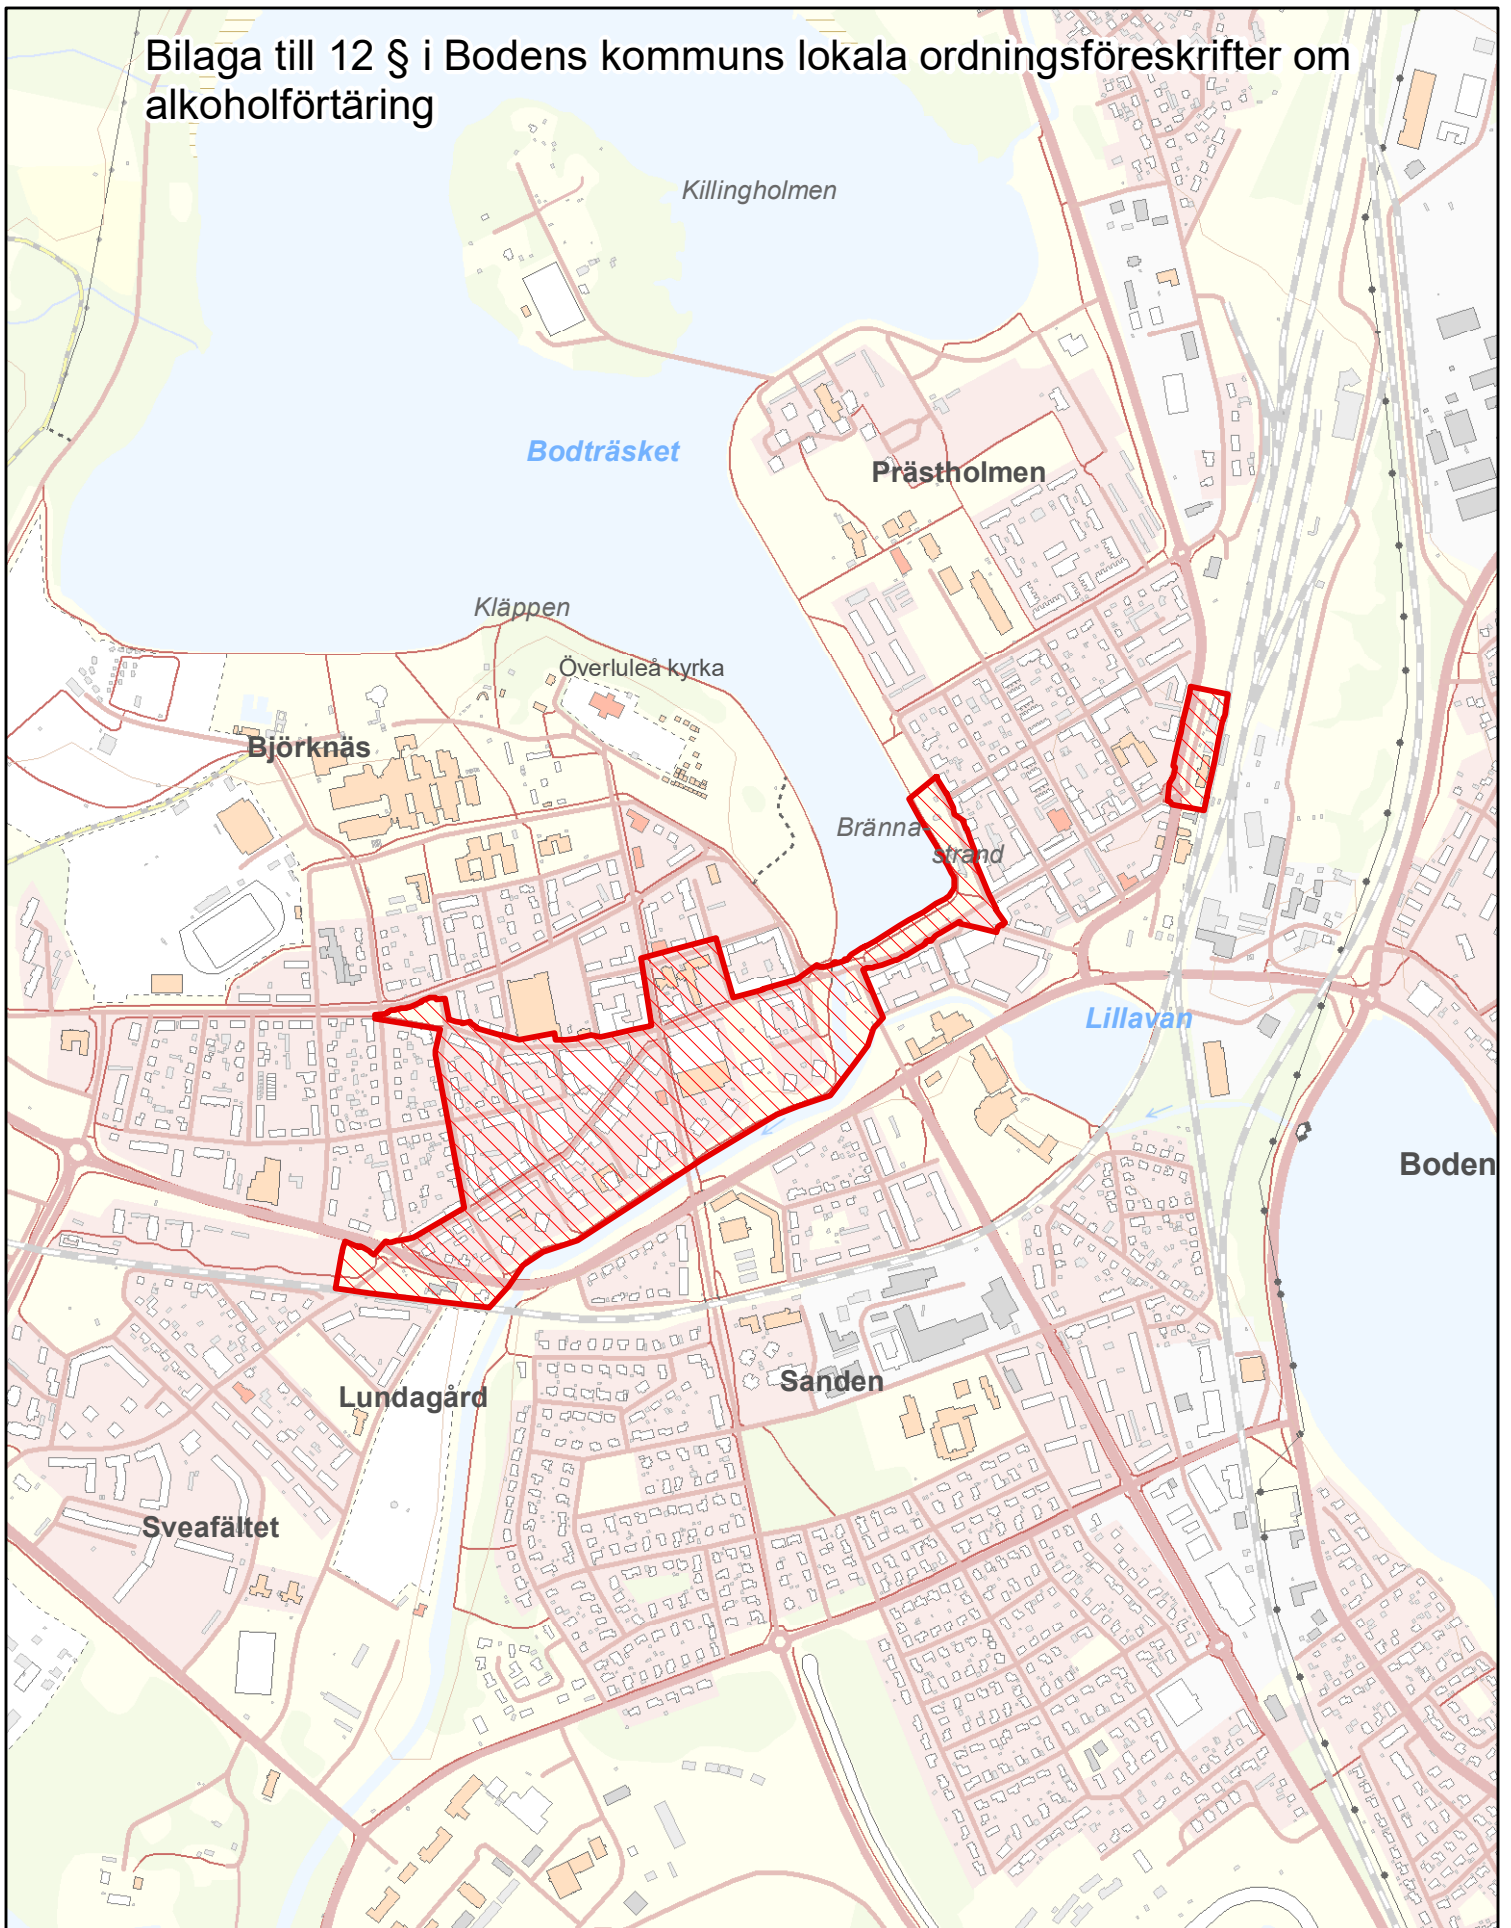 Bilaga till 12 § i Bodens kommuns lokala ordningsföreskrifter om
alkoholförtäring
Killingholmen
Bodträsket
Prästholmen
Kläppen
Överluleå kyrka
Björknäs
Bränna-
strand
Lillavan
Boden
Sanden
Lundagård
Sveafältet